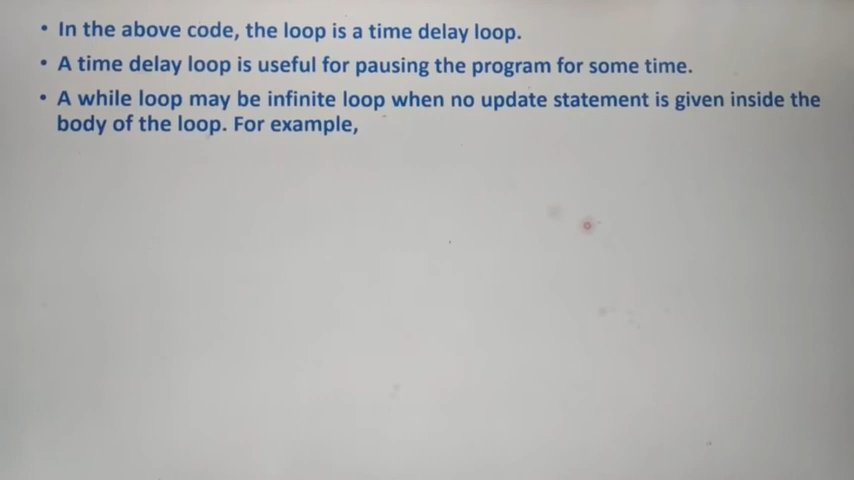 • In the above code, the loop is a time delay loop.
• A time delay loop is useful for pausing the program for some time.
• A while loop may be infinite loop when no update statement is given inside the
body of the loop. For example,